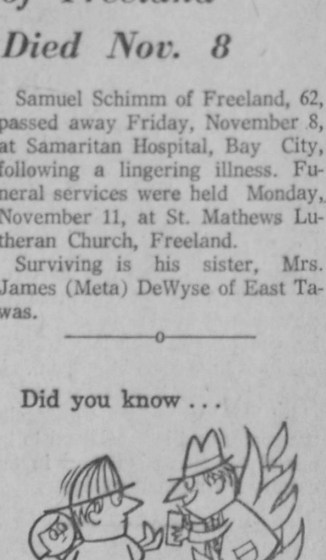 of Freeland
Died Nov. 8
Samuel Schimm of Freeland, 62,
passed away Friday, November 8,
at Samaritan Hospital, Bay City,
following a lingering illness. Fu-
neral services were held Monday,
November 11, at St. Mathews Lu-
theran Church, Freeland.
Surviving is his sister, Mrs.
James (Meta) DeWyse of East Ta-
was.
Did you know ...